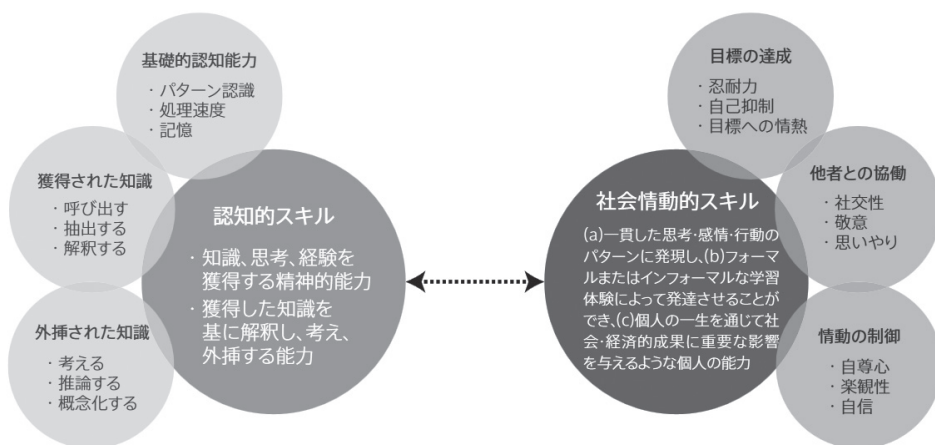 基礎的認知能力
・パターン認識
・処理速度
・記憶
獲得された知識
・呼び出す
・抽出する
・解釈する
外挿された知識
・考える
・推論する
・概念化する
認知的スキル
・知識、思考、経験を
獲得する精神的能力
・獲得した知識を
基に解釈し、考え、
外挿する能力
社会情動的スキル
(a)一貫した思考・感情・行動の
パターンに発現し、(b)フォーマ
ルまたはインフォーマルな学習
体験によって発達させることが
でき、(c)個人の一生を通じて社
会・経済的成果に重要な影響
を与えるような個人の能力
目標の達成
・忍耐力
・自己抑制
・目標への情熱
他者との協働
・社交性
・敬意
・思いやり
情動の制御
・自尊心
・楽観性
・自信